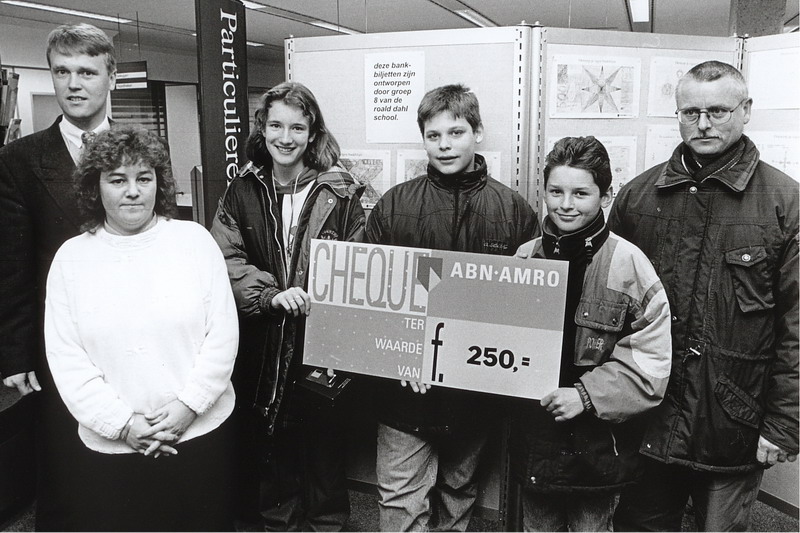 Particuliere
deze bank-
biljetten zijn
ontworpen
door groep
8 van de
roald dahl
school.
CHEQUE
ABN·AMRO
TER
WAARDE
VAN
f. 250,=
POWER